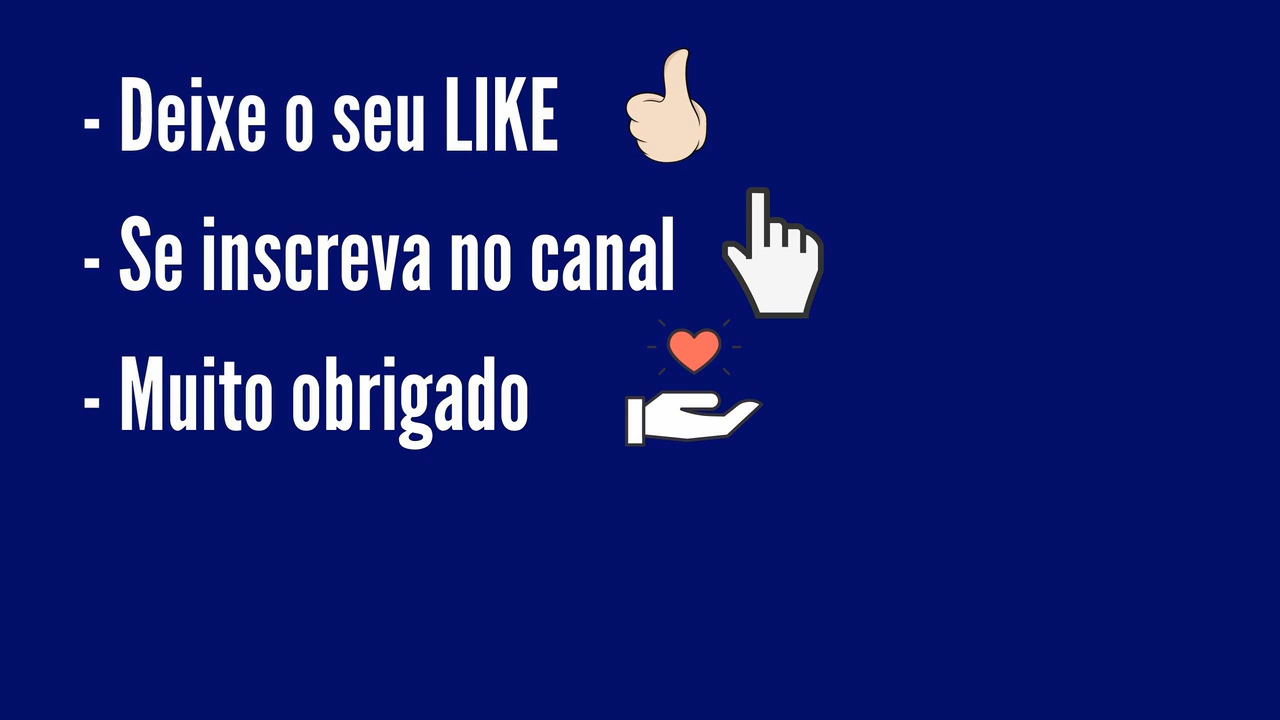 - Deixe o seu LIKE
- Se inscreva no canal
- Muito obrigado